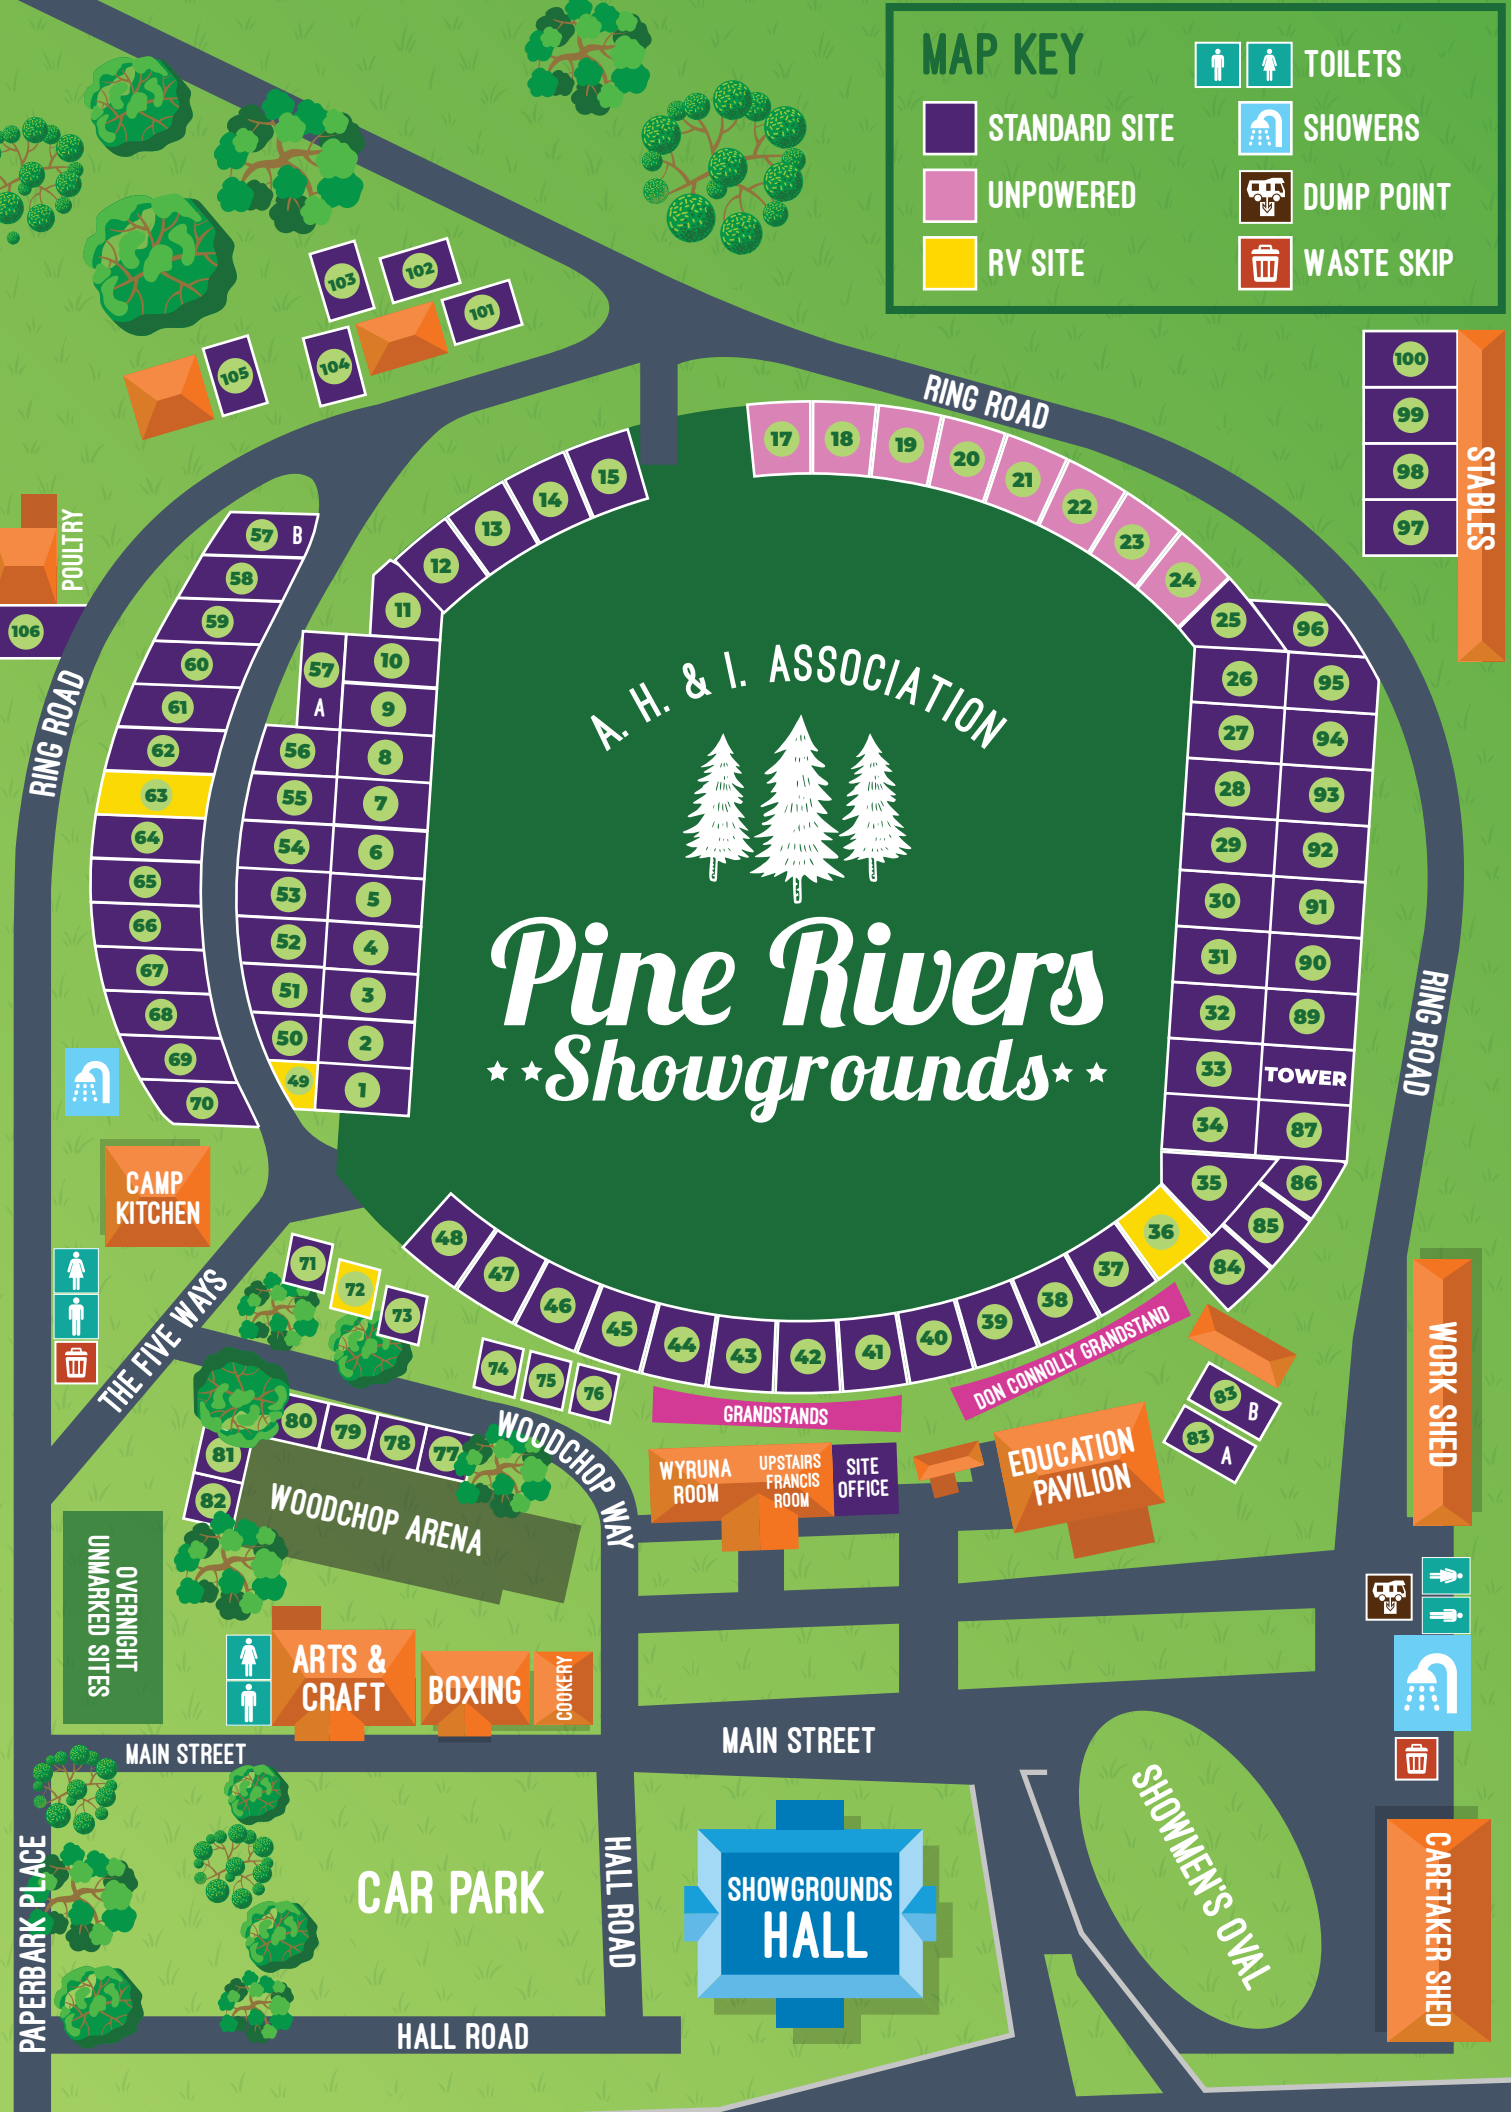 MAP KEY
TOILETS
STANDARD SITE
SHOWERS
UNPOWERED
DUMP POINT
RV SITE
WASTE SKIP
103
102
101
104
105
RING ROAD
100
99
98
97
STABLES
17
18
19
20
21
22
23
24
15
14
13
12
11
POULTRY
106
RING ROAD
57 B
58
59
60
61
62
63
64
65
66
67
68
69
70
57
A
56
55
54
53
52
51
50
49
10
9
8
7
6
5
4
3
2
1
A. H. & I. ASSOCIATION
Pine Rivers
Showgrounds
25
26
27
28
29
30
31
32
33
34
35
96
95
94
93
92
91
90
89
TOWER
87
86
85
84
RING ROAD
CAMP
KITCHEN
THE FIVE WAYS
71
72
73
48
47
46
45
44
43
42
41
40
39
38
37
36
74
75
76
GRANDSTANDS
DON CONNOLLY GRANDSTAND
83 B
83 A
WORK SHED
WOODCHOP WAY
80
79
78
77
81
82
WOODCHOP ARENA
WYRUNA
ROOM
UPSTAIRS
FRANCIS
ROOM
SITE
OFFICE
EDUCATION
PAVILION
OVERNIGHT
UNMARKED SITES
ARTS &
CRAFT
BOXING
COOKERY
MAIN STREET
MAIN STREET
SHOWMEN'S OVAL
CARETAKER SHED
PAPERBARK PLACE
CAR PARK
HALL ROAD
SHOWGROUNDS
HALL
HALL ROAD